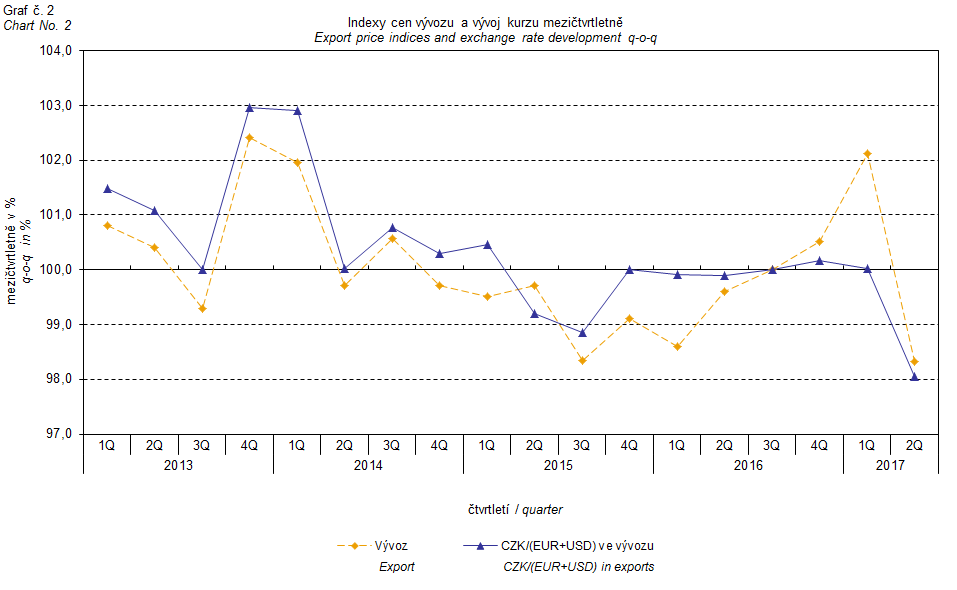 Graf č. 2
Chart No. 2
Indexy cen vývozu a vývoj kurzu mezičtvrtletně
Export price indices and exchange rate development q-o-q
mezičtvrtletně v %
q-o-q in %
104,0
103,0
102,0
101,0
100,0
99,0
98,0
97,0
1Q 2Q 3Q 4Q 1Q 2Q 3Q 4Q 1Q 2Q 3Q 4Q 1Q 2Q 3Q 4Q 1Q 2Q
2013 2014 2015 2016 2017
čtvrtletí / quarter
Vývoz CZK/(EUR+USD) ve vývozu
Export CZK/(EUR+USD) in exports